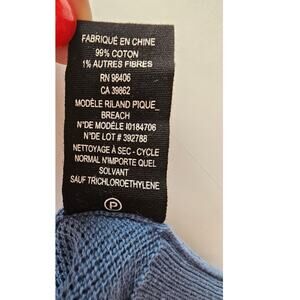 FABRIQUÉ EN CHINE
99% COTON
1% AUTRES FIBRES
RN 98406
CA 39862
MODÈLE RILAND PIQUE_
BREACH
N°DE MODÈLE I0184706
N°DE LOT # 392788
NETTOYAGE À SEC - CYCLE
NORMAL N'IMPORTE QUEL
SOLVANT
SAUF TRICHLOROETHYLENE
P